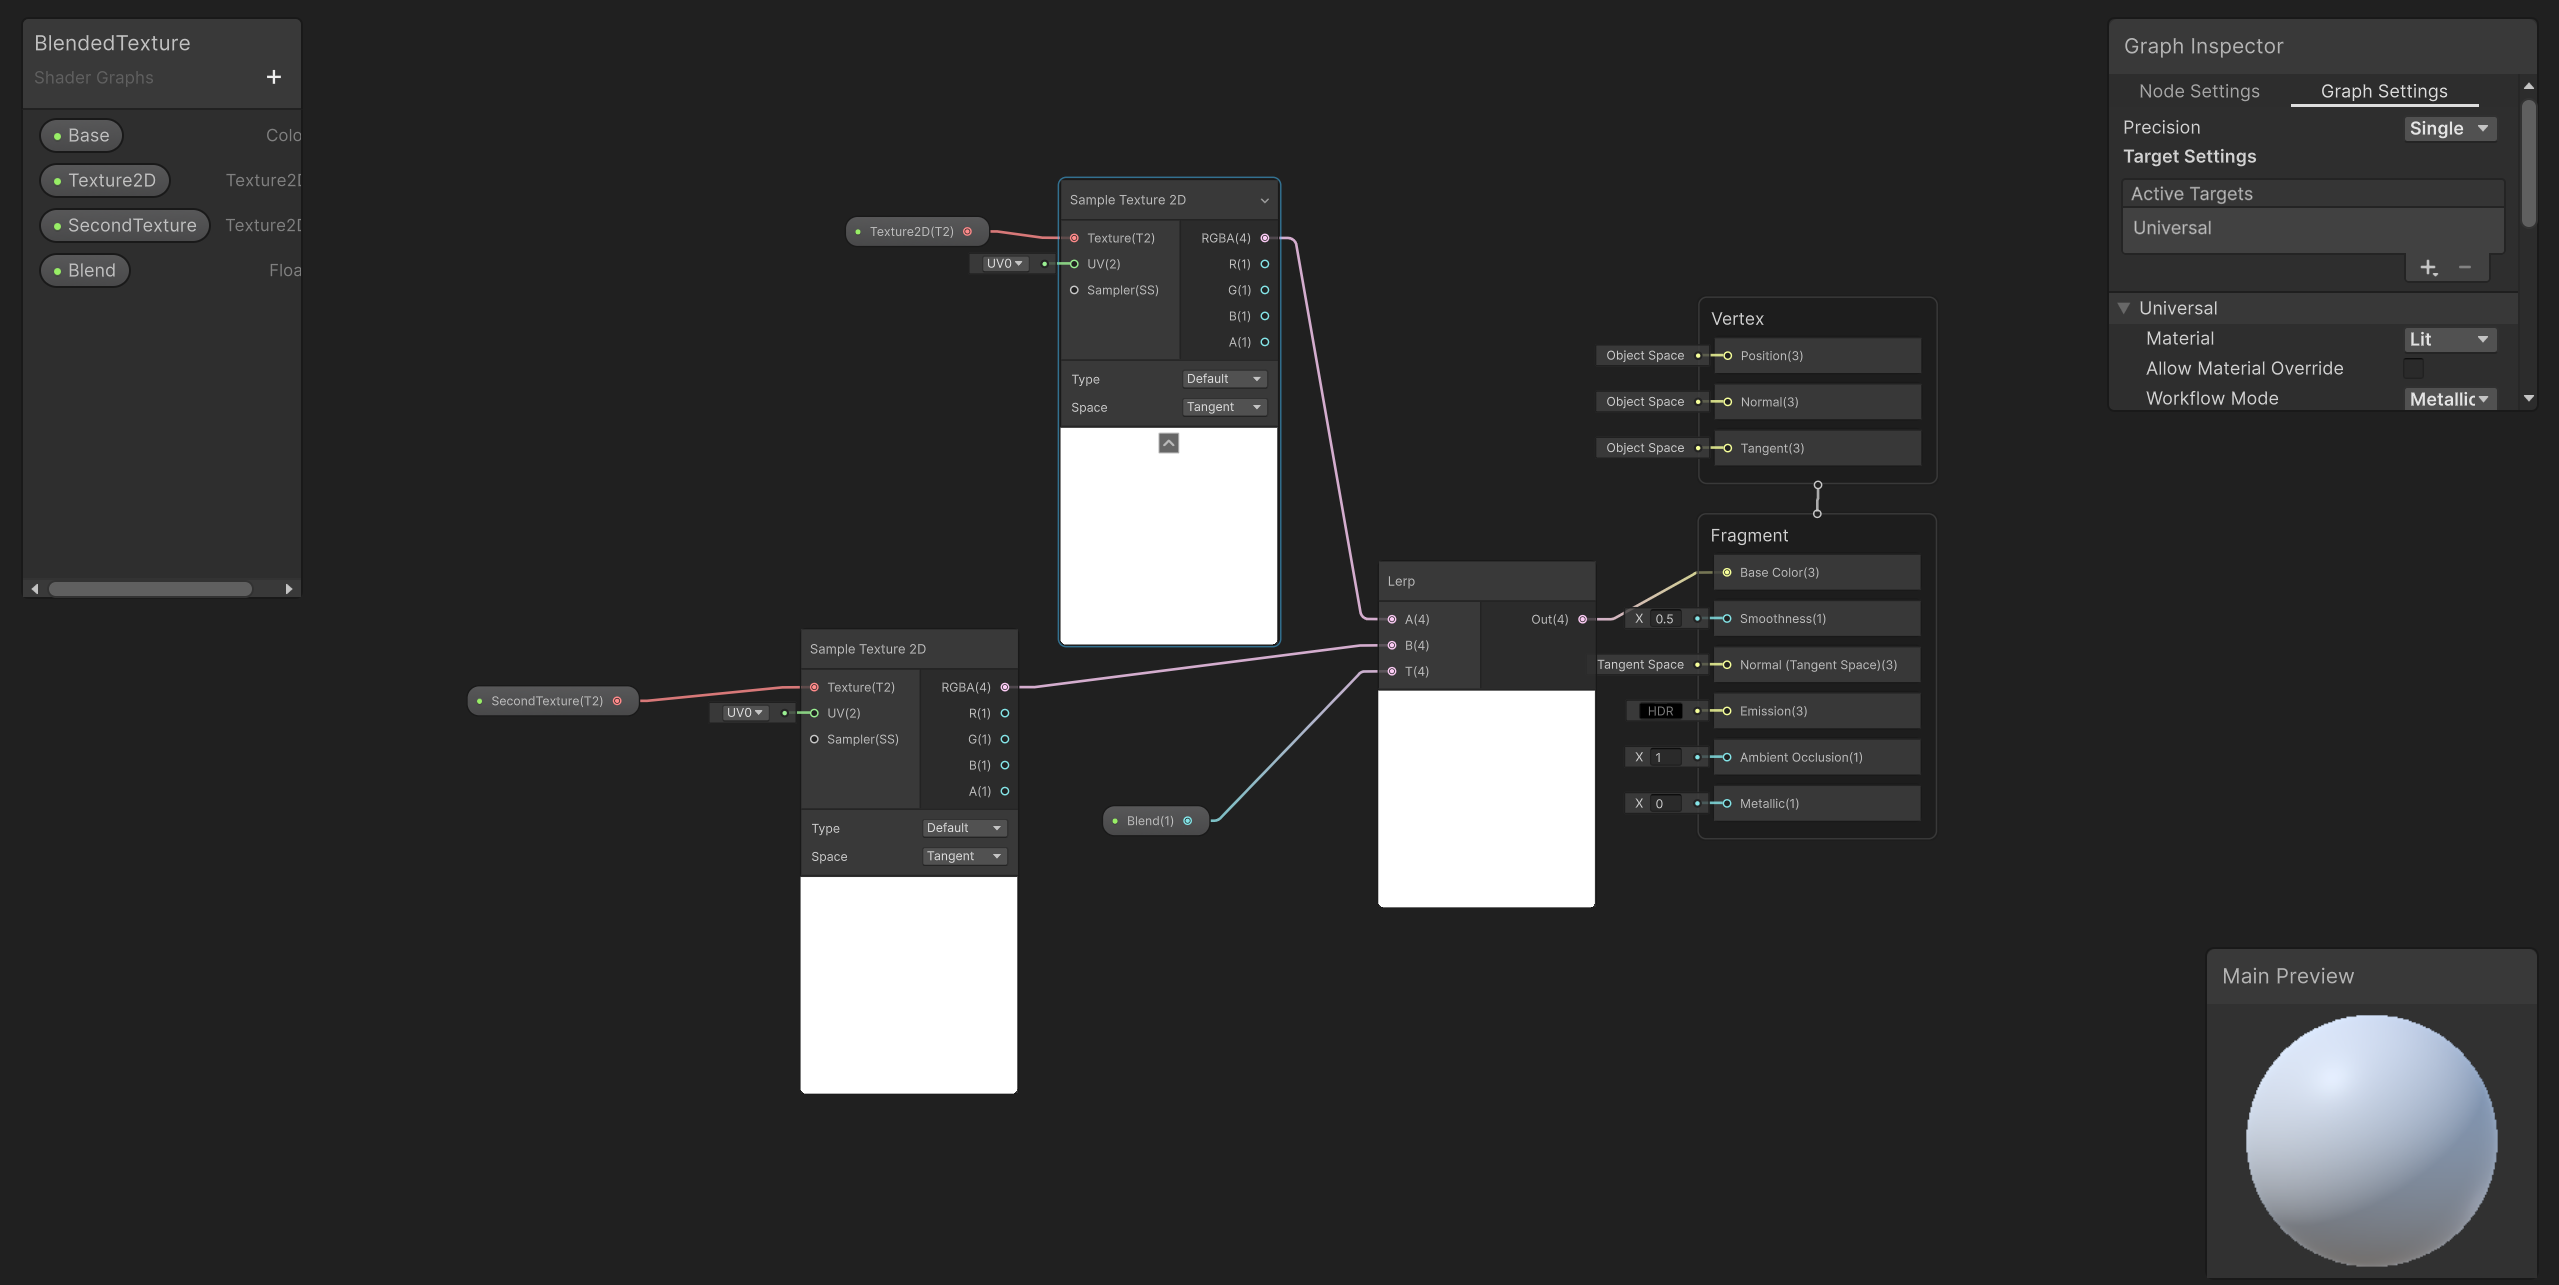 BlendedTexture
Shader Graphs
+
Base Colo
Texture2D Texture2D
SecondTexture Texture2D
Blend Floa
Texture2D(T2)
Sample Texture 2D
Texture(T2) RGBA(4)
UV0 UV(2) R(1)
Sampler(SS) G(1)
B(1)
A(1)
Type Default
Space Tangent
SecondTexture(T2)
Sample Texture 2D
Texture(T2) RGBA(4)
UV0 UV(2) R(1)
Sampler(SS) G(1)
B(1)
A(1)
Type Default
Space Tangent
Blend(1)
Lerp
A(4) Out(4)
B(4)
T(4)
Vertex
Object Space Position(3)
Object Space Normal(3)
Object Space Tangent(3)
Fragment
Base Color(3)
X 0.5 Smoothness(1)
Tangent Space Normal (Tangent Space)(3)
HDR Emission(3)
X 1 Ambient Occlusion(1)
X 0 Metallic(1)
Graph Inspector
Node Settings Graph Settings
Precision Single
Target Settings
Active Targets
Universal
Universal
Material Lit
Allow Material Override
Workflow Mode Metallic
Main Preview